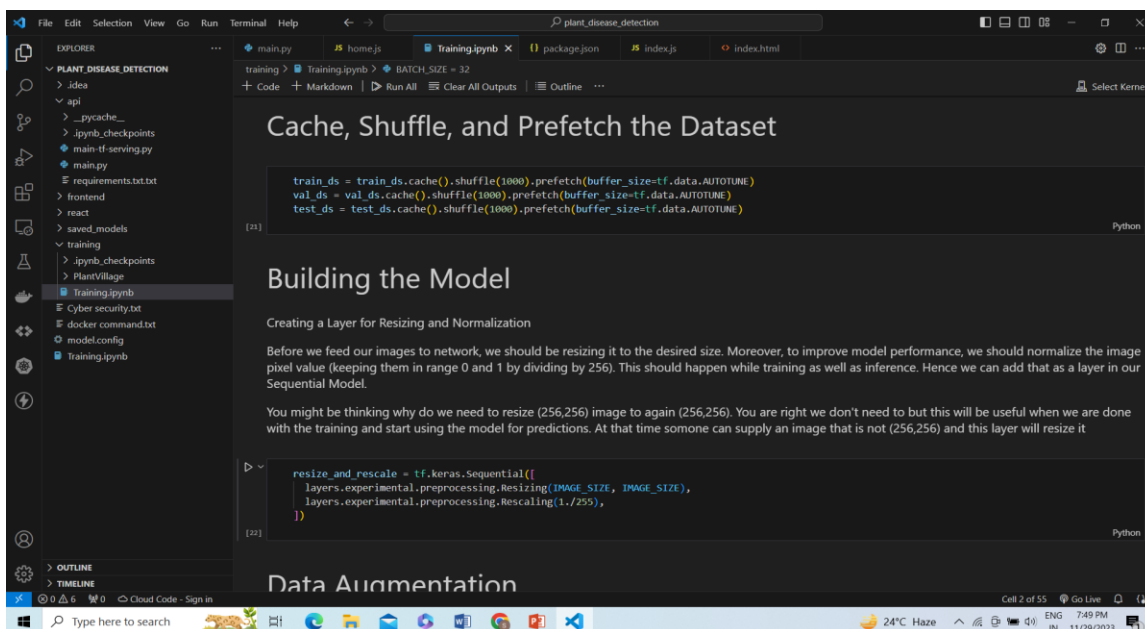 File Edit Selection View Go Run Terminal Help
plant_disease_detection
EXPLORER
PLANT_DISEASE_DETECTION
.idea
api
__pycache__
.ipynb_checkpoints
main-tf-serving.py
main.py
requirements.txt.txt
frontend
react
saved_models
training
.ipynb_checkpoints
PlantVillage
Training.ipynb
Cyber security.txt
docker command.txt
model.config
Training.ipynb
OUTLINE
TIMELINE
main.py JS home.js Training.ipynb {} package.json JS index.js index.html
training > Training.ipynb > BATCH_SIZE = 32
+ Code + Markdown Run All Clear All Outputs Outline ...
Select Kerne
Cache, Shuffle, and Prefetch the Dataset
train_ds = train_ds.cache().shuffle(1000).prefetch(buffer_size=tf.data.AUTOTUNE)
val_ds = val_ds.cache().shuffle(1000).prefetch(buffer_size=tf.data.AUTOTUNE)
test_ds = test_ds.cache().shuffle(1000).prefetch(buffer_size=tf.data.AUTOTUNE)
[21] Python
Building the Model
Creating a Layer for Resizing and Normalization
Before we feed our images to network, we should be resizing it to the desired size. Moreover, to improve model performance, we should normalize the image
pixel value (keeping them in range 0 and 1 by dividing by 256). This should happen while training as well as inference. Hence we can add that as a layer in our
Sequential Model.
You might be thinking why do we need to resize (256,256) image to again (256,256). You are right we don't need to but this will be useful when we are done
with the training and start using the model for predictions. At that time somone can supply an image that is not (256,256) and this layer will resize it
resize_and_rescale = tf.keras.Sequential([
layers.experimental.preprocessing.Resizing(IMAGE_SIZE, IMAGE_SIZE),
layers.experimental.preprocessing.Rescaling(1./255),
])
[22] Python
Data Augmentation
0 6 0 Cloud Code - Sign in
Cell 2 of 55 Go Live
Type here to search
24°C Haze
ENG
IN
7:49 PM
11/29/2023